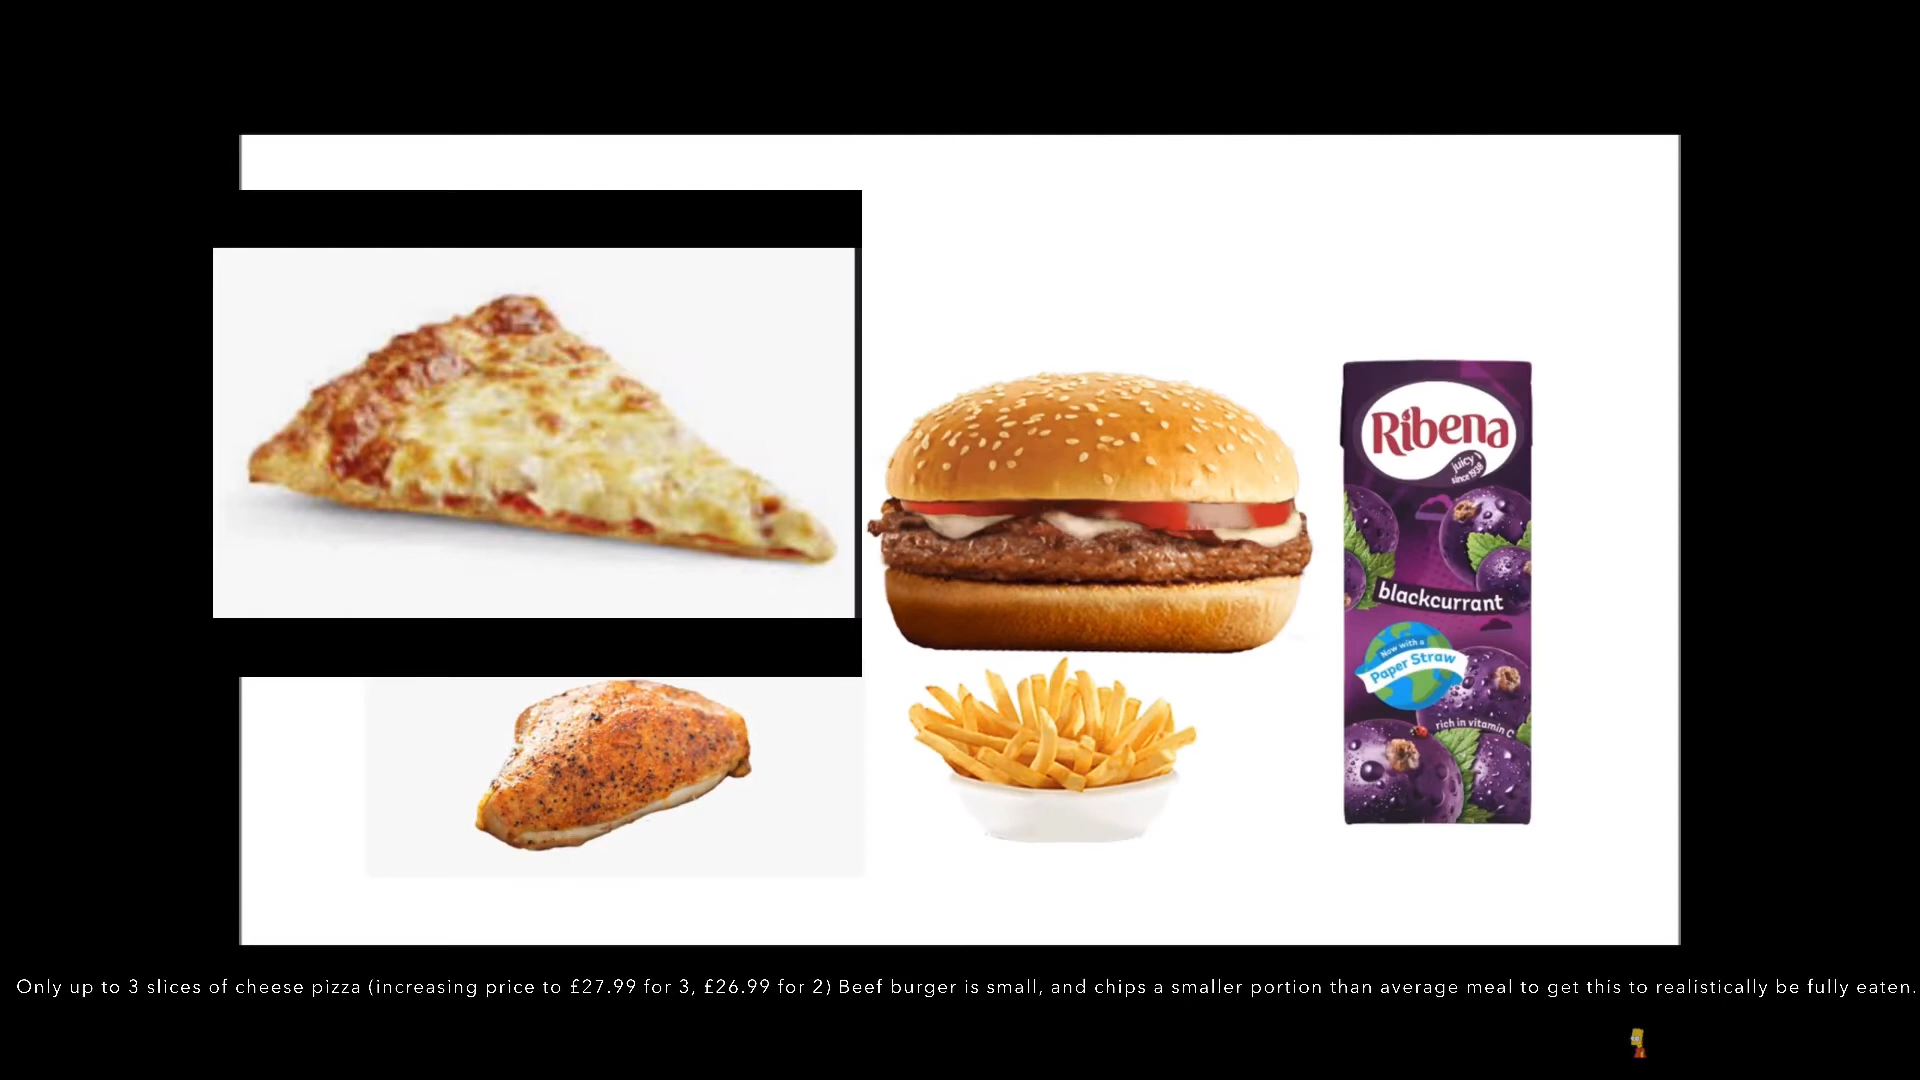 Ribena
juicy
since 1938
blackcurrant
Now with a
Paper Straw
rich in vitamin C
Only up to 3 slices of cheese pizza (increasing price to £27.99 for 3, £26.99 for 2) Beef burger is small, and chips a smaller portion than average meal to get this to realistically be fully eaten.